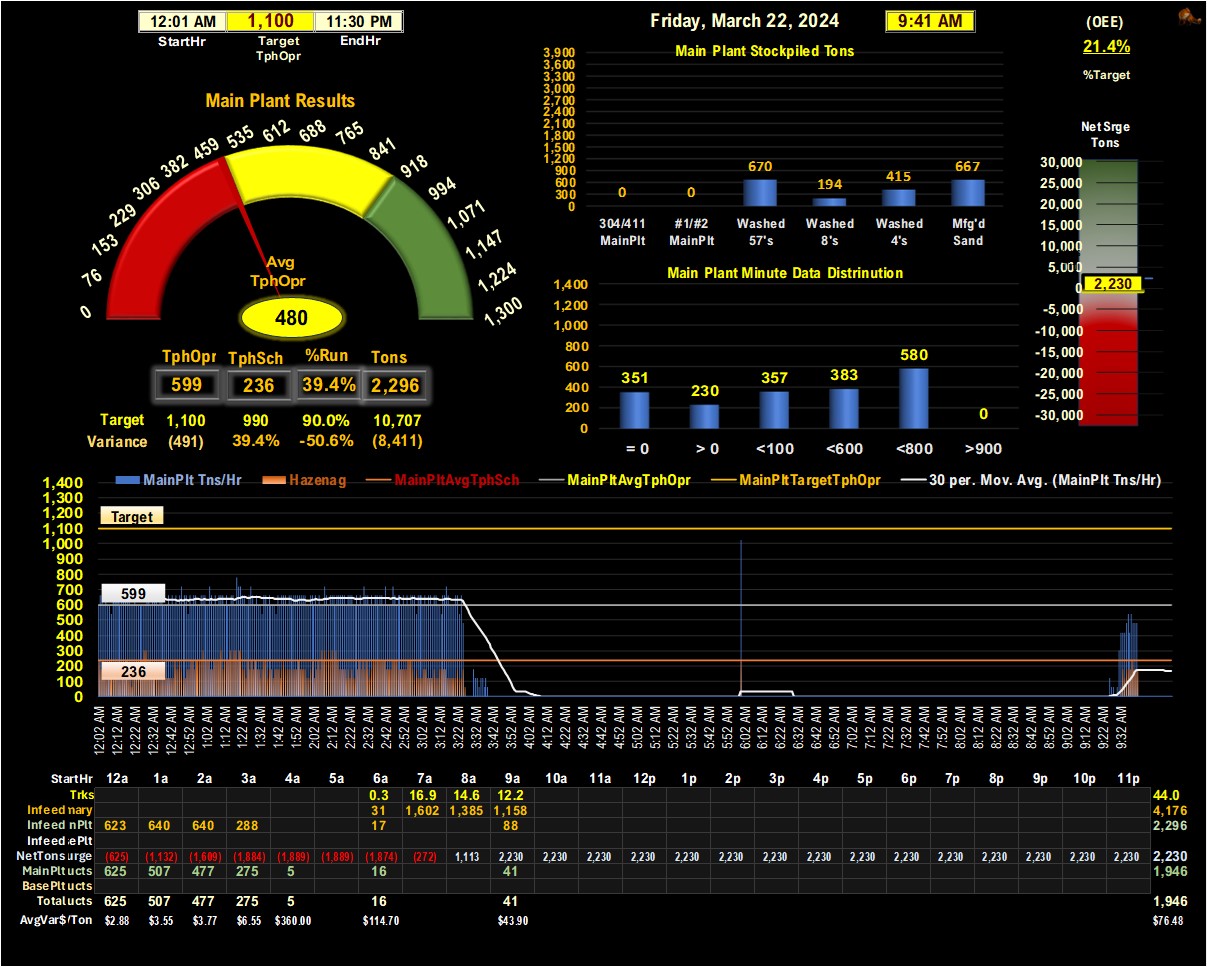 12:01 AM 1,100 11:30 PM
StartHr Target TphOpr EndHr
Friday, March 22, 2024 9:41 AM
(OEE)
21.4%
%Target
Main Plant Results
0 76 153 229 306 382 459 535 612 688 765 841 918 994 1,071 1,147 1,224 1,300
Avg
TphOpr
480
TphOpr TphSch %Run Tons
599 236 39.4% 2,296
Target 1,100 990 90.0% 10,707
Variance (491) 39.4% -50.6% (8,411)
Main Plant Stockpiled Tons
3,900
3,600
3,300
3,000
2,700
2,400
2,100
1,800
1,500
1,200
900
600
300
0
0 0 670 194 415 667
304/411 #1/#2 Washed Washed Washed Mfg'd
MainPlt MainPlt 57's 8's 4's Sand
Main Plant Minute Data Distrinution
1,400
1,200
1,000
800
600
400
200
0
351 230 357 383 580 0
= 0 > 0 <100 <600 <800 >900
Net Srge
Tons
30,000
25,000
20,000
15,000
10,000
5,000
0
2,230
-5,000
-10,000
-15,000
-20,000
-25,000
-30,000
MainPlt Tns/Hr Hazenag MainPltAvgTphSch MainPltAvgTphOpr MainPltTargetTphOpr 30 per. Mov. Avg. (MainPlt Tns/Hr)
1,400
1,300
1,200
1,100
1,000
900
800
700
600
500
400
300
200
100
0
Target
599
236
12:02 AM 12:12 AM 12:22 AM 12:32 AM 12:42 AM 12:52 AM 1:02 AM 1:12 AM 1:22 AM 1:32 AM 1:42 AM 1:52 AM 2:02 AM 2:12 AM 2:22 AM 2:32 AM 2:42 AM 2:52 AM 3:02 AM 3:12 AM 3:22 AM 3:32 AM 3:42 AM 3:52 AM 4:02 AM 4:12 AM 4:22 AM 4:32 AM 4:42 AM 4:52 AM 5:02 AM 5:12 AM 5:22 AM 5:32 AM 5:42 AM 5:52 AM 6:02 AM 6:12 AM 6:22 AM 6:32 AM 6:42 AM 6:52 AM 7:02 AM 7:12 AM 7:22 AM 7:32 AM 7:42 AM 7:52 AM 8:02 AM 8:12 AM 8:22 AM 8:32 AM 8:42 AM 8:52 AM 9:02 AM 9:12 AM 9:22 AM 9:32 AM
StartHr 12a 1a 2a 3a 4a 5a 6a 7a 8a 9a 10a 11a 12p 1p 2p 3p 4p 5p 6p 7p 8p 9p 10p 11p
Trks 0.3 16.9 14.6 12.2 44.0
Infeed nary 31 1,602 1,385 1,158 4,176
Infeed nPlt 623 640 640 288 17 88 2,296
Infeed ePlt
NetTons urge (625) (1,132) (1,609) (1,884) (1,889) (1,889) (1,874) (272) 1,113 2,230 2,230 2,230 2,230 2,230 2,230 2,230 2,230 2,230 2,230 2,230 2,230 2,230 2,230 2,230 2,230
MainPlt ucts 625 507 477 275 5 16 41 1,946
BasePlt ucts
Total ucts 625 507 477 275 5 16 41 1,946
AvgVar$/Ton $2.88 $3.55 $3.77 $6.55 $360.00 $114.70 $43.90 $76.48